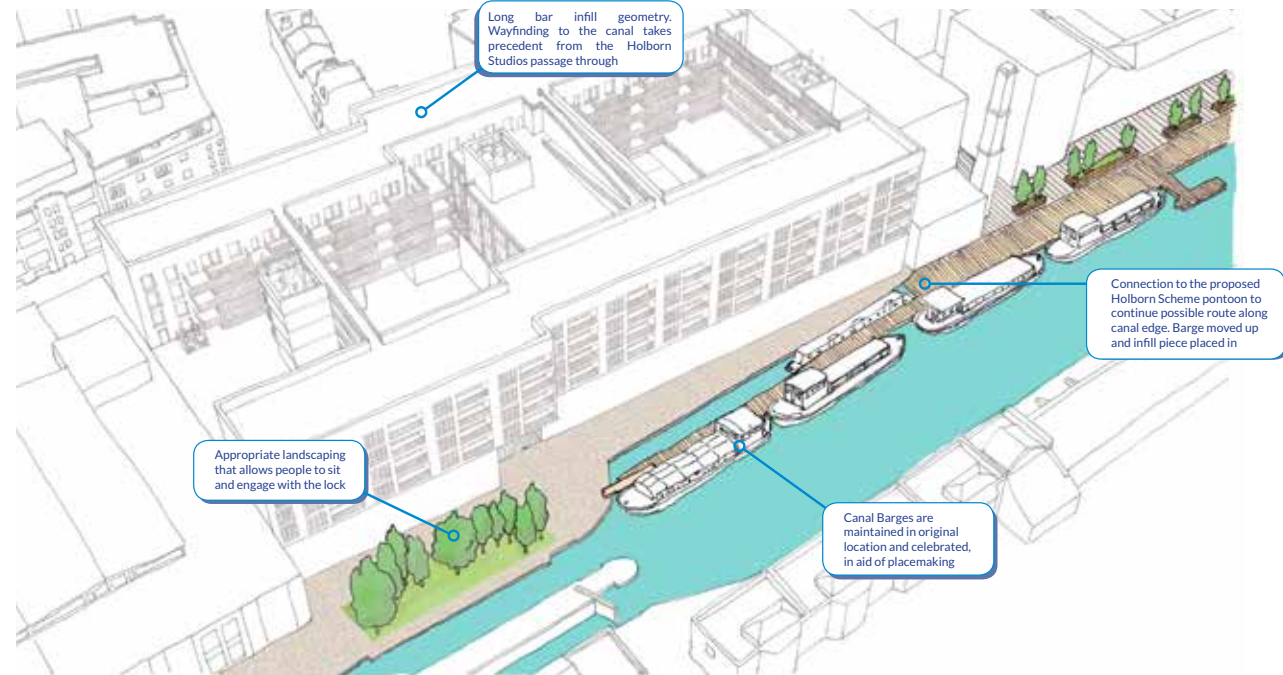 Long bar infill geometry.
Wayfinding to the canal takes
precedent from the Holborn
Studios passage through
Connection to the proposed
Holborn Scheme pontoon to
continue possible route along
canal edge. Barge moved up
and infill piece placed in
Appropriate landscaping
that allows people to sit
and engage with the lock
Canal Barges are
maintained in original
location and celebrated,
in aid of placemaking